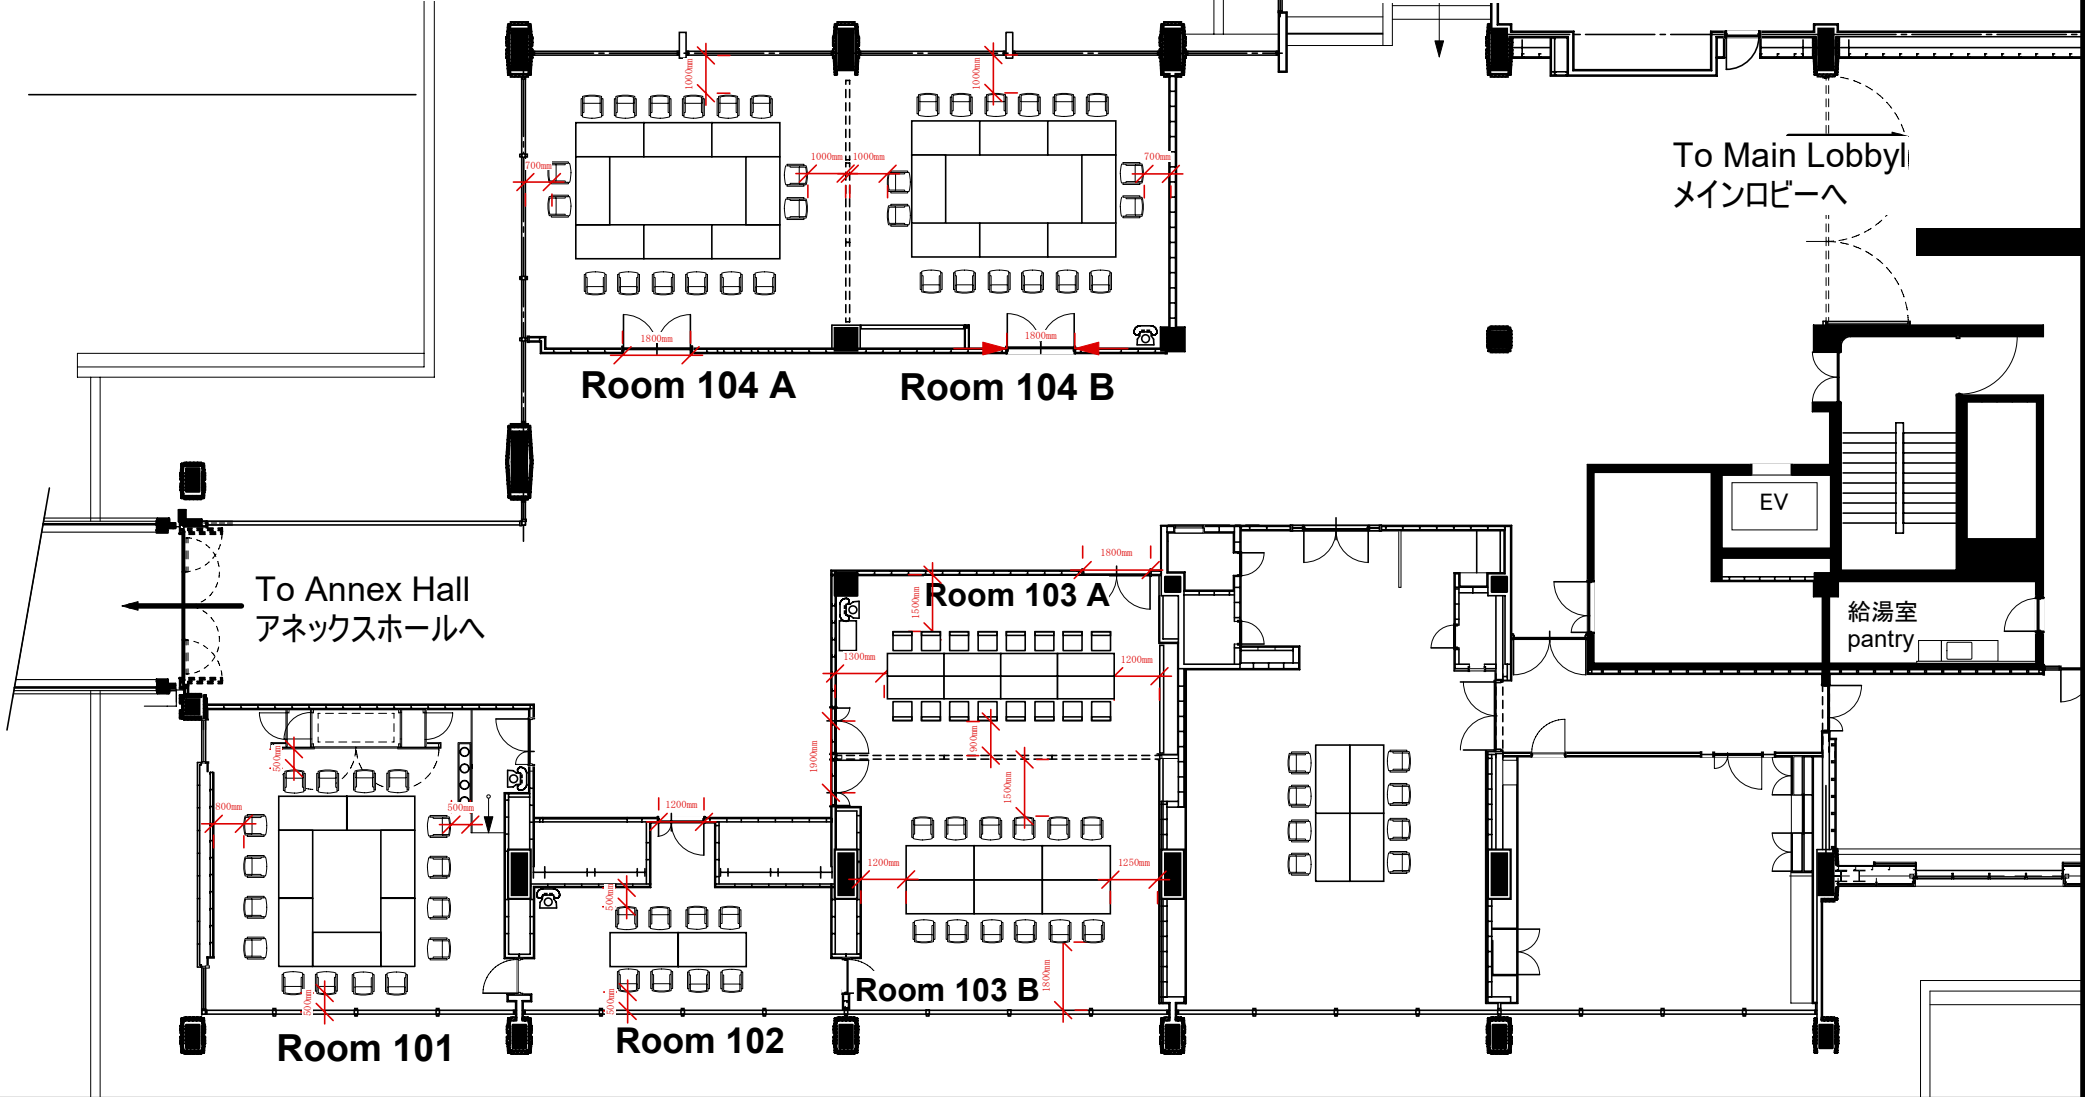 1000mm
1000mm
To Main Lobbyl
メインロビーへ
700mm
1000mm
1000mm
700mm
1800mm
1800mm
Room 104 A
Room 104 B
EV
To Annex Hall
アネックスホールへ
1800mm
1500mm
Room 103 A
給湯室
pantry
1300mm
1200mm
900mm
1900mm
1500mm
500mm
800mm
500mm
1200mm
1200mm
1250mm
500mm
500mm
500mm
1800mm
Room 103 B
Room 101
Room 102